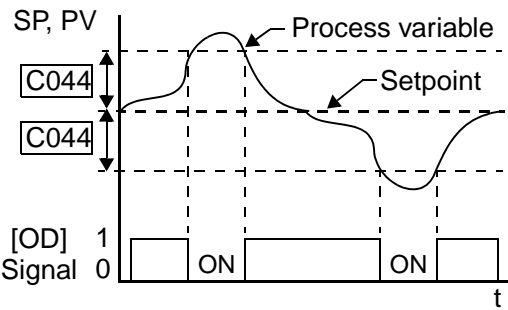 SP, PV
Process variable
C044
Setpoint
C044
[OD] 1
Signal 0
ON
ON
t